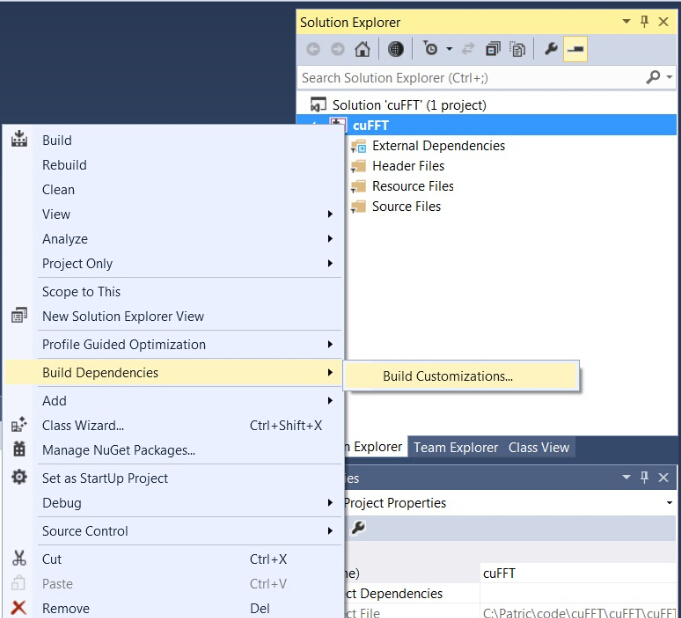 Solution Explorer
Search Solution Explorer (Ctrl+;)
Solution 'cuFFT' (1 project)
cuFFT
External Dependencies
Header Files
Resource Files
Source Files
Build
Rebuild
Clean
View
Analyze
Project Only
Scope to This
New Solution Explorer View
Profile Guided Optimization
Build Dependencies
Build Customizations...
Add
Class Wizard... Ctrl+Shift+X
Manage NuGet Packages...
Set as StartUp Project
Debug
Source Control
Cut Ctrl+X
Paste Ctrl+V
Remove Del
n Explorer Team Explorer Class View
ies
Project Properties
ne) cuFFT
ct Dependencies
ct File C:\Patric\code\cuFFT\cuFFT\cuFFT